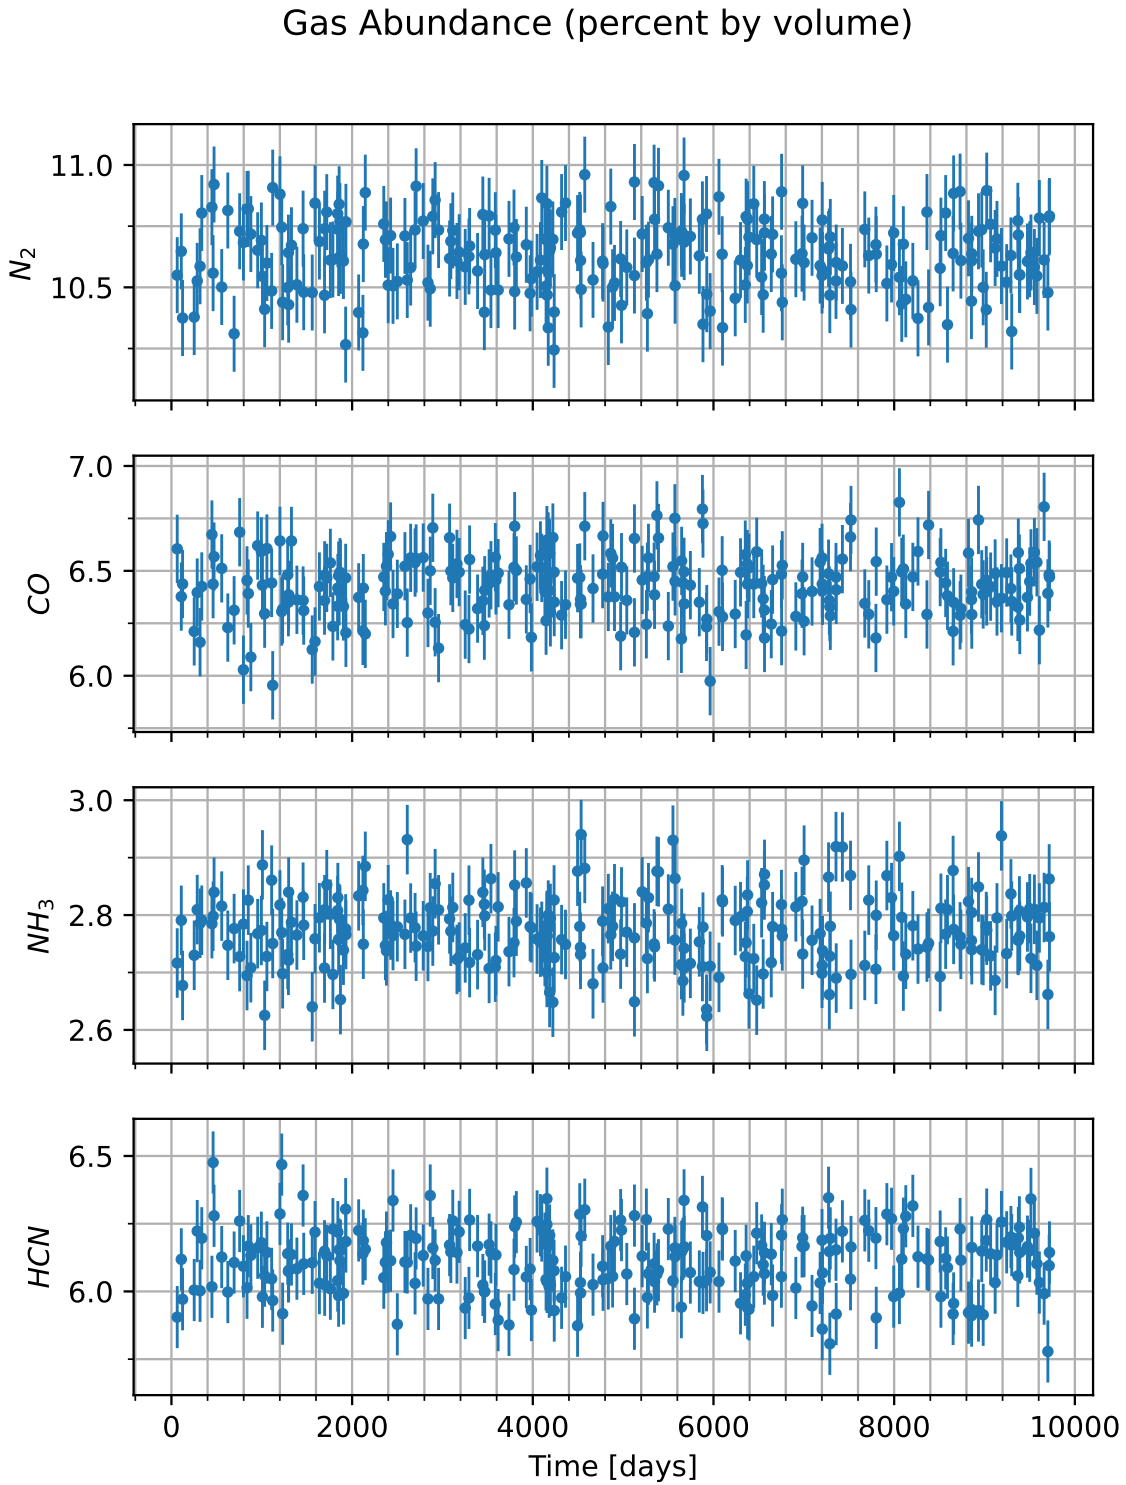 Gas Abundance (percent by volume)
11.0
10.5
N₂
7.0
6.5
6.0
CO
3.0
2.8
2.6
NH₃
6.5
6.0
HCN
0 2000 4000 6000 8000 10000
Time [days]